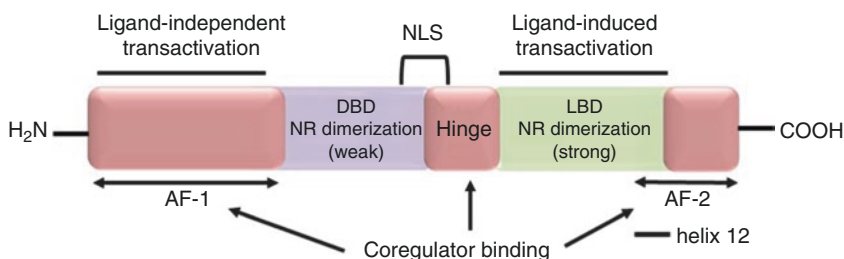 Ligand-independent
transactivation
NLS
Ligand-induced
transactivation
H₂N
DBD
NR dimerization
(weak)
Hinge
LBD
NR dimerization
(strong)
COOH
AF-1
AF-2
Coregulator binding
helix 12